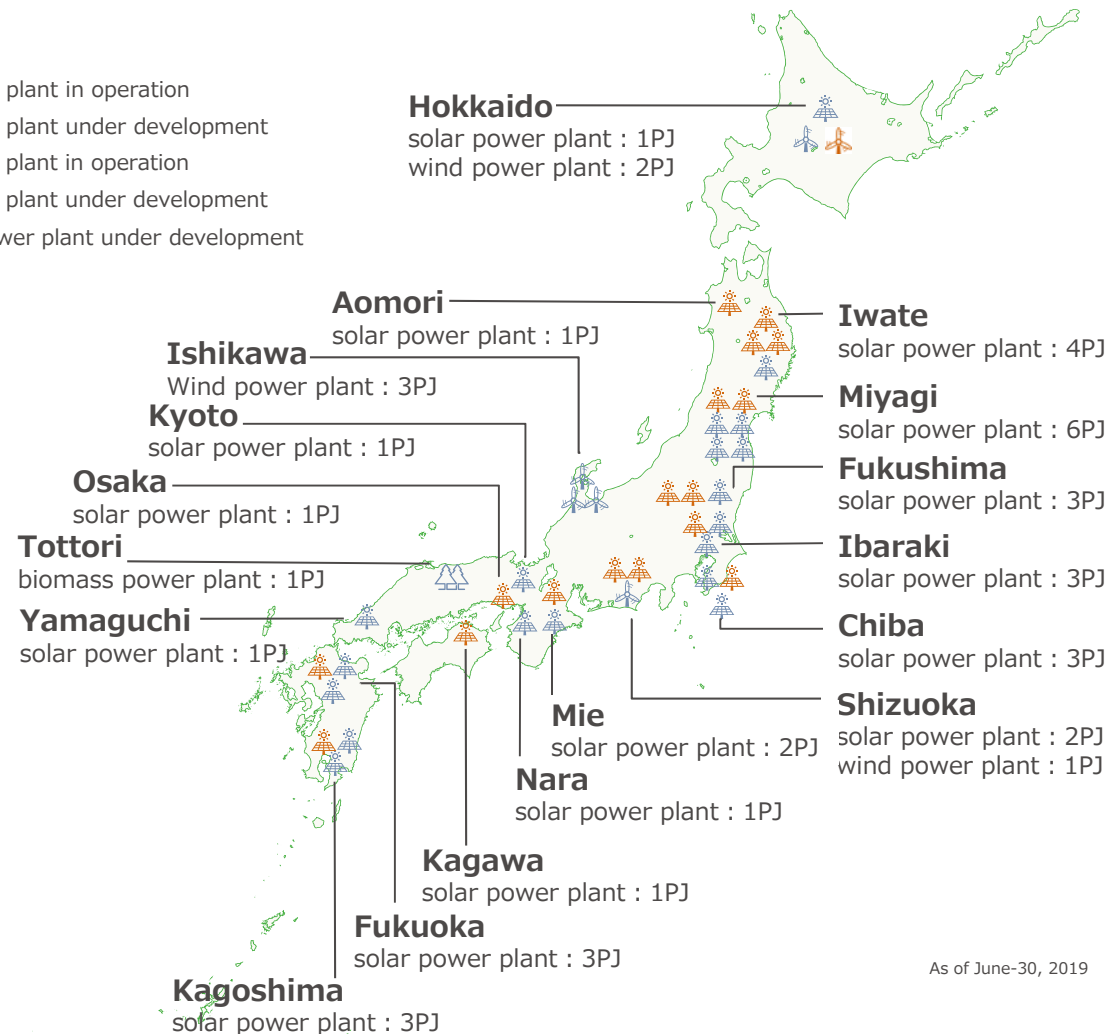 plant in operation
plant under development
plant in operation
plant under development
wer plant under development
Hokkaido
solar power plant : 1PJ
wind power plant : 2PJ
Aomori
solar power plant : 1PJ
Ishikawa
Wind power plant : 3PJ
Kyoto
solar power plant : 1PJ
Osaka
solar power plant : 1PJ
Tottori
biomass power plant : 1PJ
Yamaguchi
solar power plant : 1PJ
Iwate
solar power plant : 4PJ
Miyagi
solar power plant : 6PJ
Fukushima
solar power plant : 3PJ
Ibaraki
solar power plant : 3PJ
Chiba
solar power plant : 3PJ
Shizuoka
solar power plant : 2PJ
wind power plant : 1PJ
Mie
solar power plant : 2PJ
Nara
solar power plant : 1PJ
Kagawa
solar power plant : 1PJ
Fukuoka
solar power plant : 3PJ
Kagoshima
solar power plant : 3PJ
As of June-30, 2019